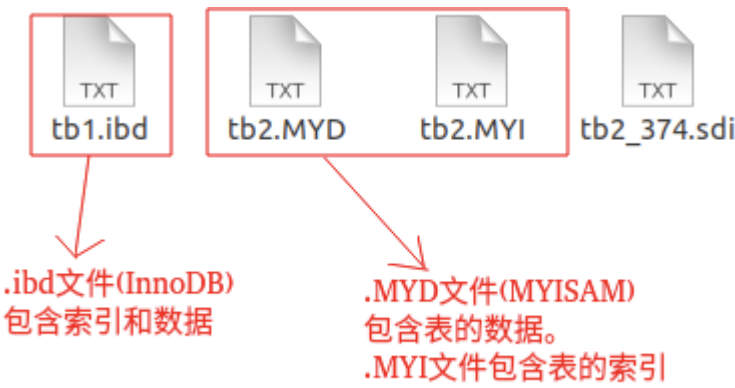 TXT TXT TXT TXT
tb1.ibd tb2.MYD tb2.MYI tb2_374.sdi
.ibd文件(InnoDB)
包含索引和数据
.MYD文件(MYISAM)
包含表的数据。
.MYI文件包含表的索引